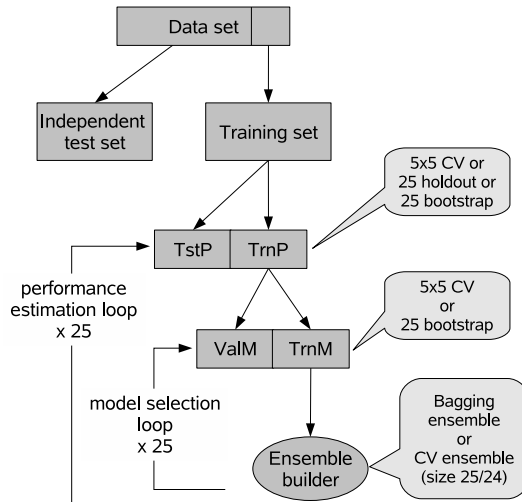 Data set
Independent
test set
Training set
5x5 CV or
25 holdout or
25 bootstrap
TstP
TrnP
performance
estimation loop
x 25
5x5 CV
or
25 bootstrap
ValM
TrnM
model selection
loop
x 25
Bagging
ensemble
or
CV ensemble
(size 25/24)
Ensemble
builder